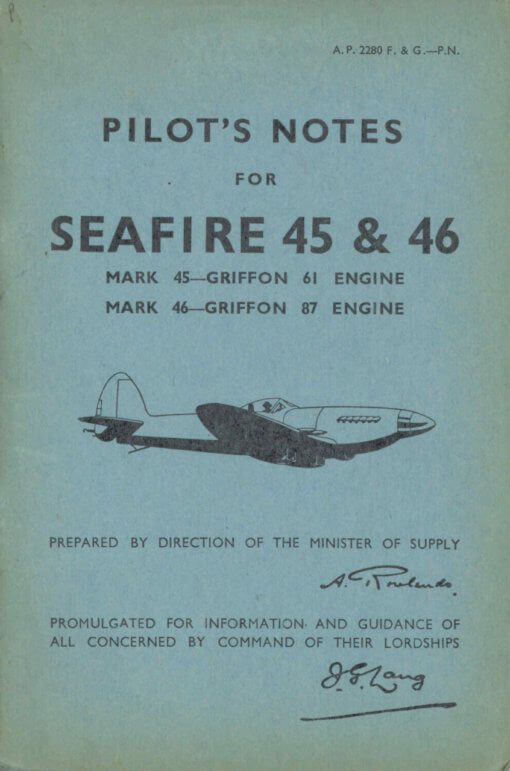 A.P. 2280 F. & G.—P.N.
PILOT'S NOTES
FOR
SEAFIRE 45 & 46
MARK 45—GRIFFON 61 ENGINE
MARK 46—GRIFFON 87 ENGINE
PREPARED BY DIRECTION OF THE MINISTER OF SUPPLY
A. Rowlands.
PROMULGATED FOR INFORMATION AND GUIDANCE OF
ALL CONCERNED BY COMMAND OF THEIR LORDSHIPS
J.G. Lang